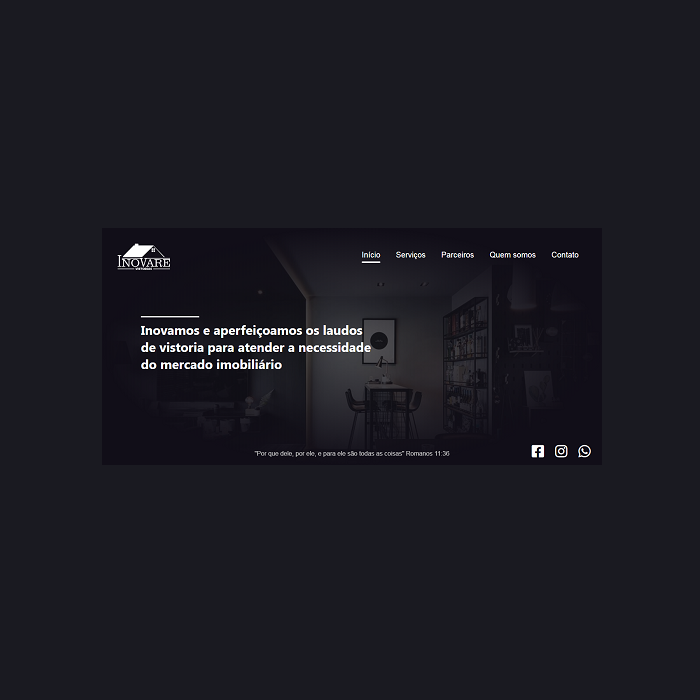 INOVARE
VISTORIAS
Início Serviços Parceiros Quem somos Contato
Inovamos e aperfeiçoamos os laudos
de vistoria para atender a necessidade
do mercado imobiliário
"Por que dele, por ele, e para ele são todas as coisas" Romanos 11:36